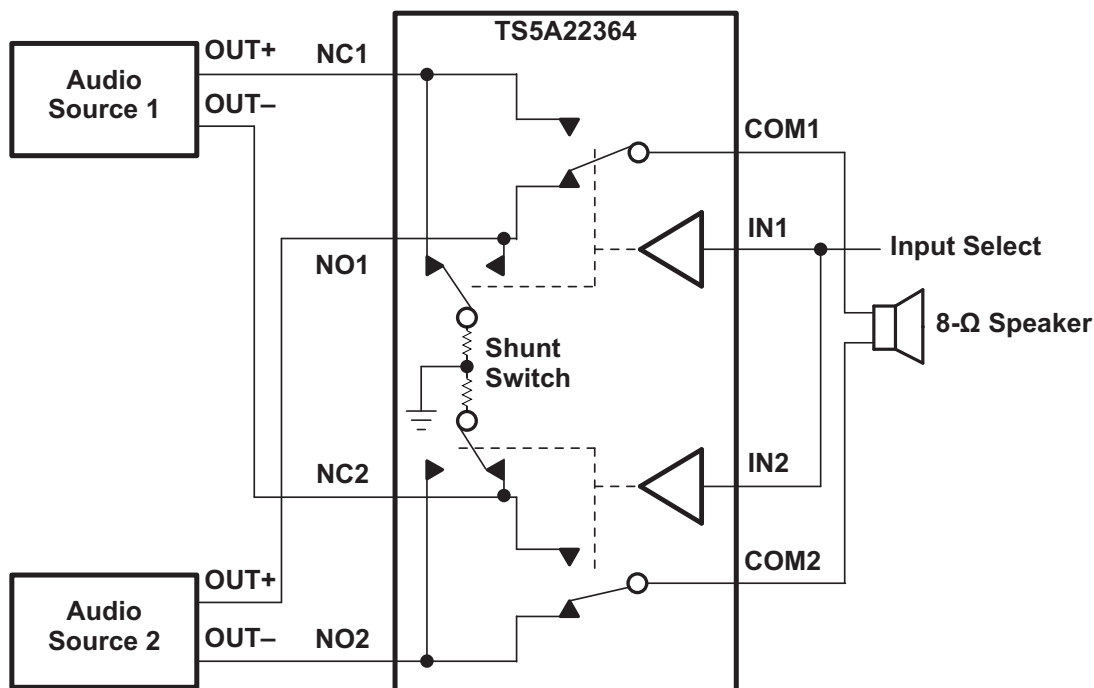 TS5A22364
Audio
Source 1
OUT+
OUT–
NC1
COM1
NO1
IN1
Input Select
8-Ω Speaker
Shunt
Switch
NC2
IN2
COM2
Audio
Source 2
OUT+
OUT–
NO2